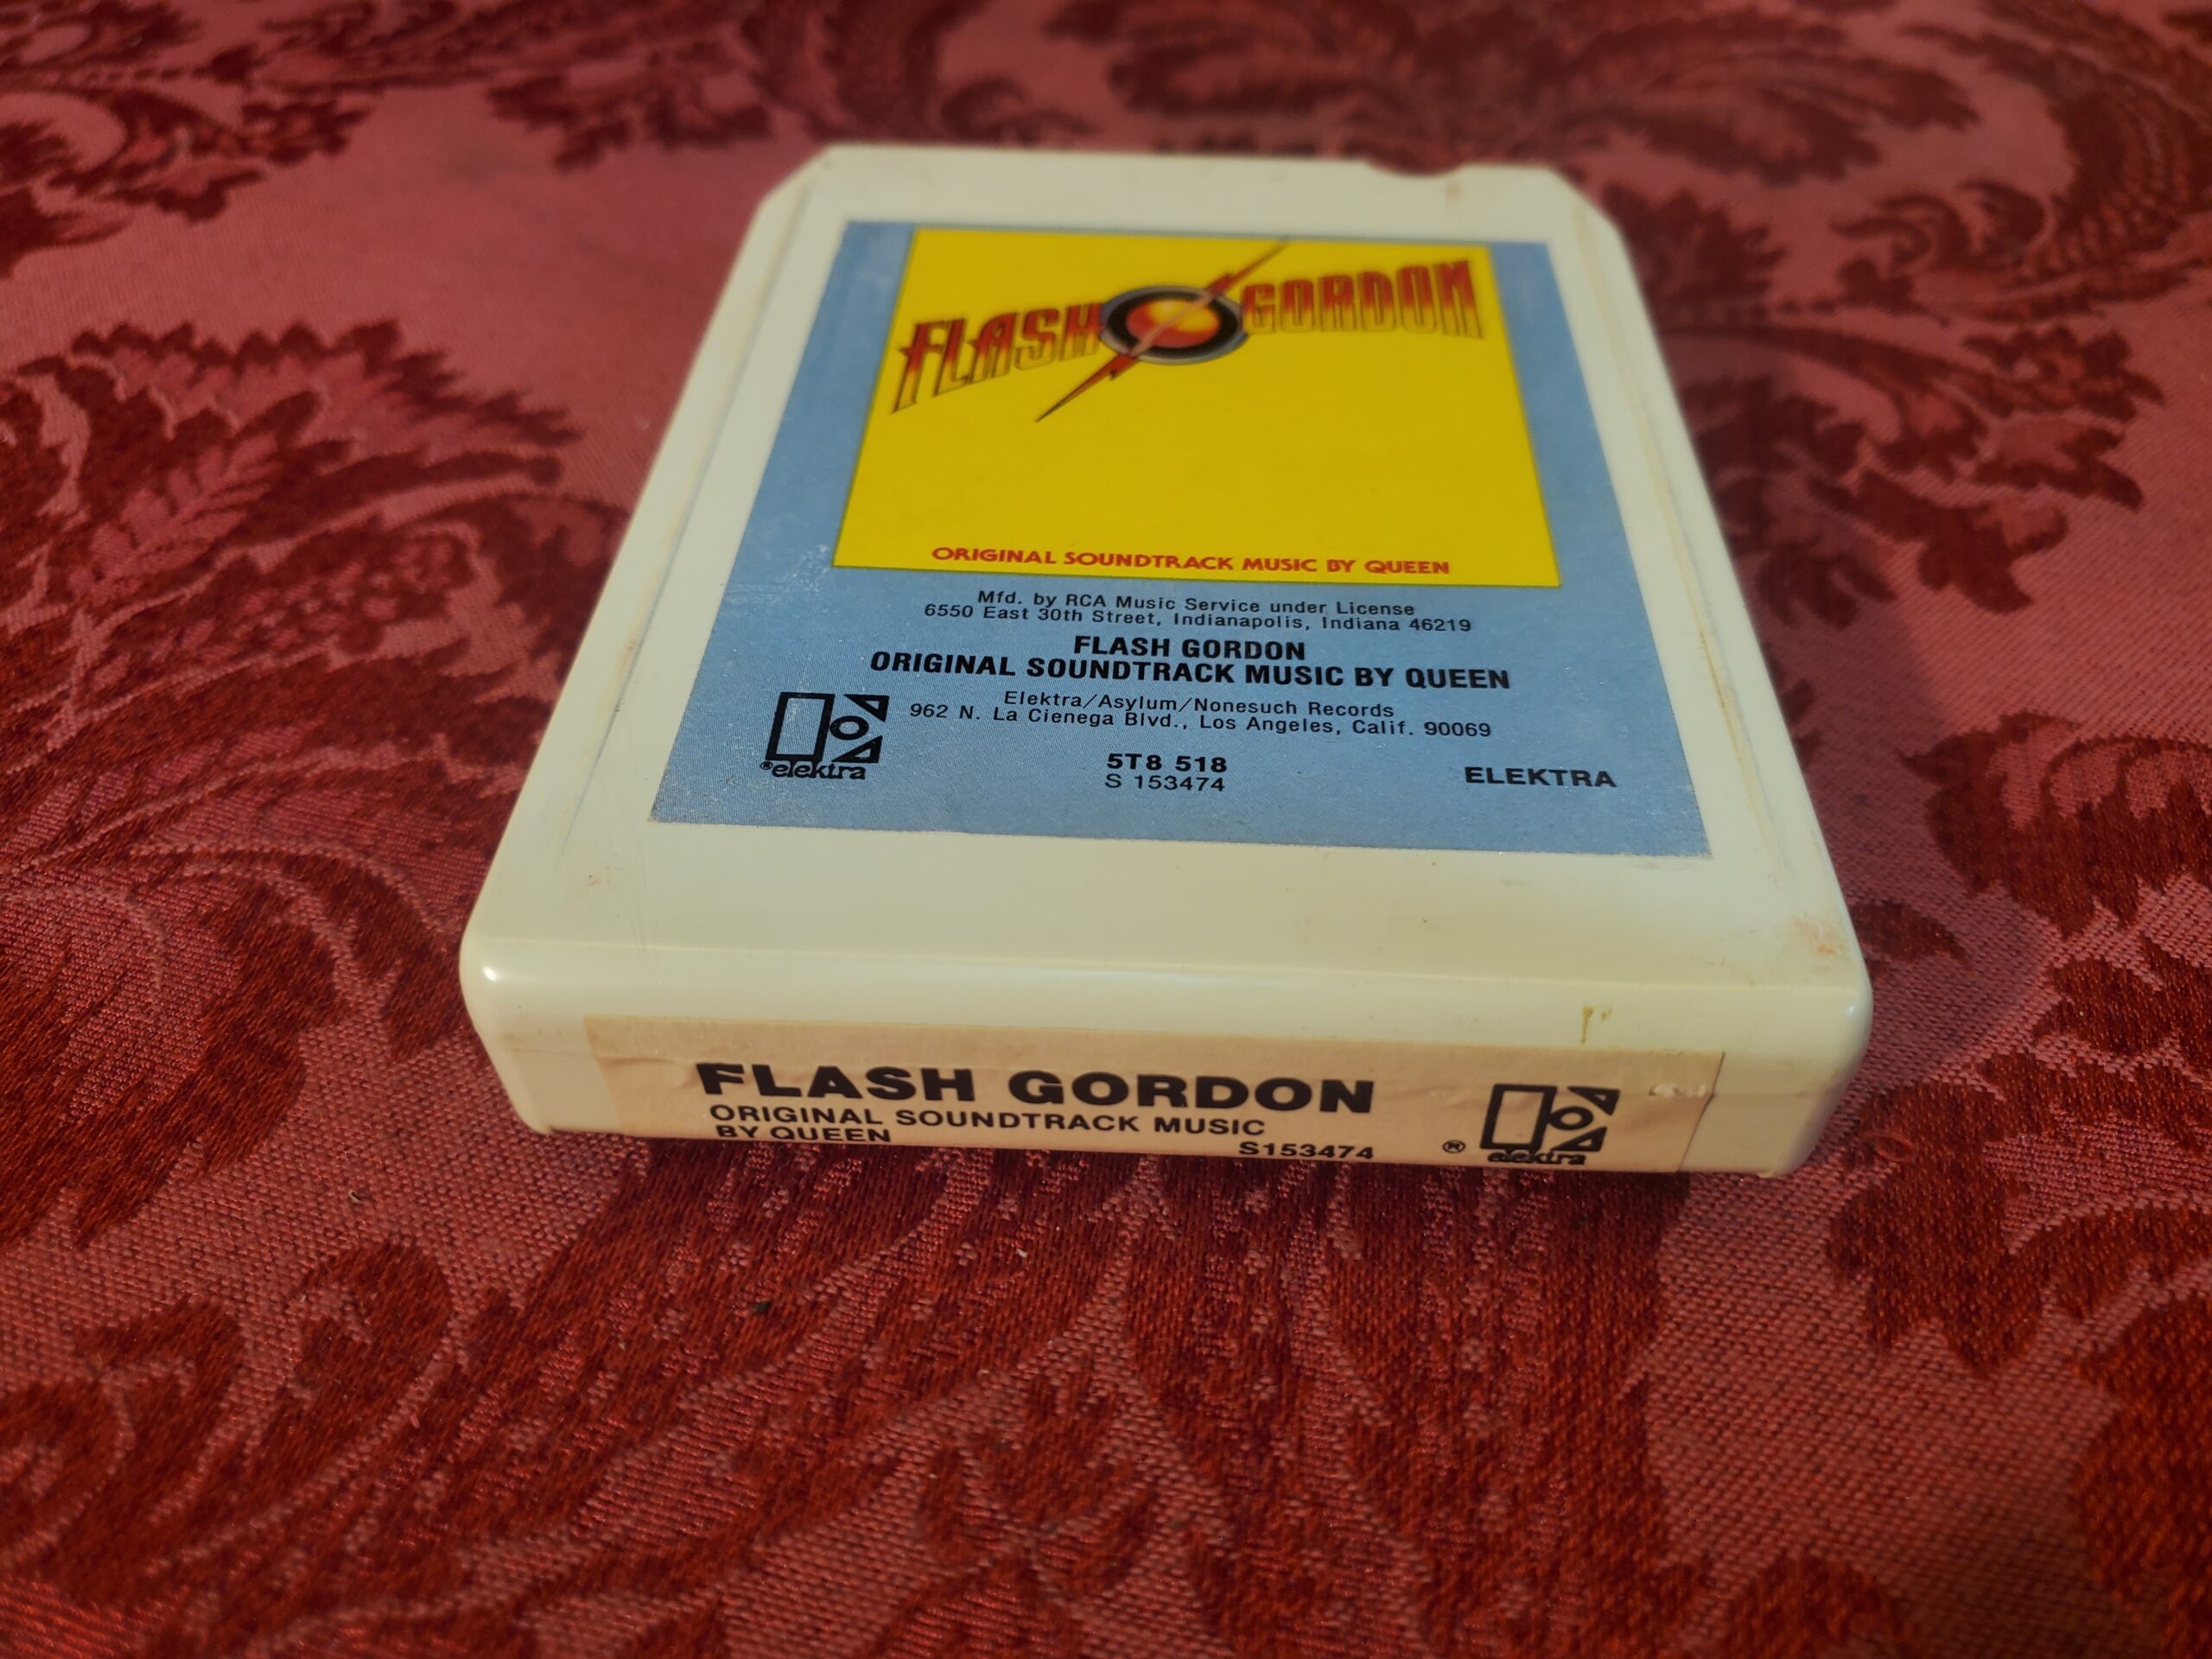 FLASH GORDON
ORIGINAL SOUNDTRACK MUSIC BY QUEEN
Mfd. by RCA Music Service under License
6550 East 30th Street, Indianapolis, Indiana 46219
FLASH GORDON
ORIGINAL SOUNDTRACK MUSIC BY QUEEN
Elektra/Asylum/Nonesuch Records
962 N. La Cienega Blvd., Los Angeles, Calif. 90069
®elektra
5T8 518
S 153474
ELEKTRA
FLASH GORDON
ORIGINAL SOUNDTRACK MUSIC
BY QUEEN
S153474
® elektra